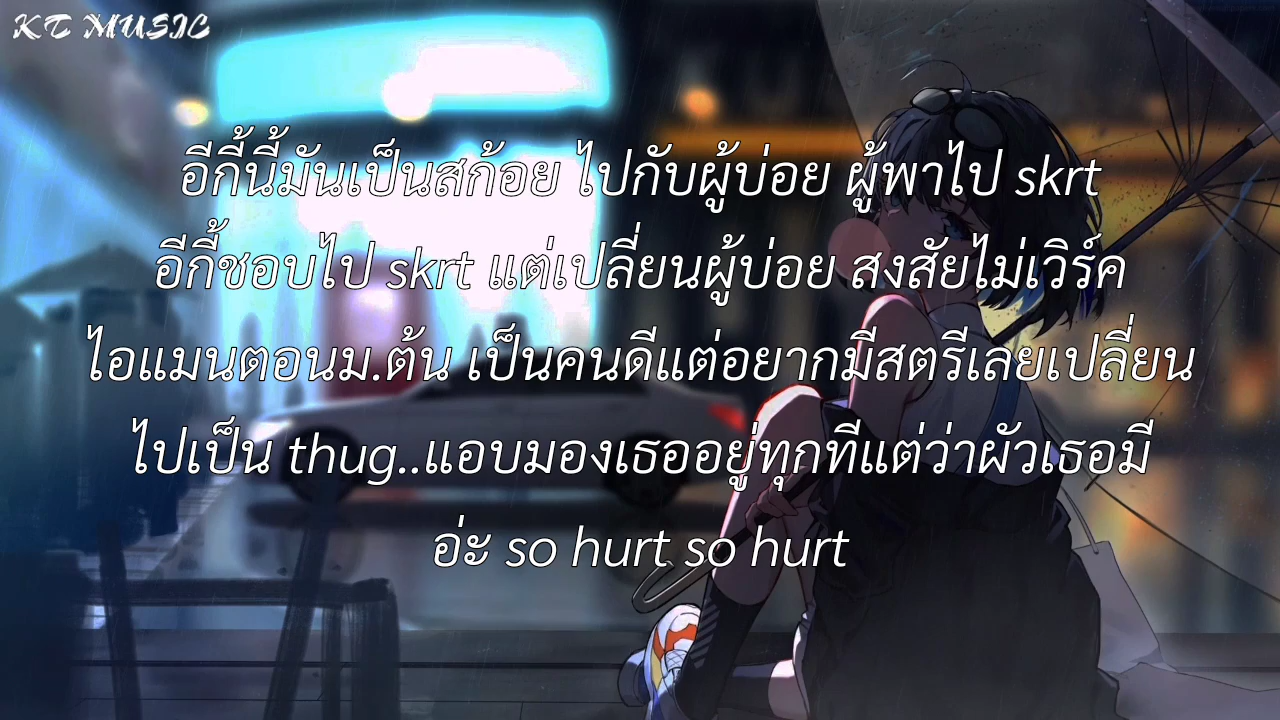 KT MUSIC
อีกี้นี้มันเป็นสก้อย ไปกับผู้บ่อย ผู้พาไป skrt
อีกี้ชอบไป skrt แต่เปลี่ยนผู้บ่อย สงสัยไม่เวิร์ค
ไอแมนตอนม.ต้น เป็นคนดีแต่อยากมีสตรีเลยเปลี่ยน
ไปเป็น thug..แอบมองเธออยู่ทุกทีแต่ว่าผัวเธอมี
อ่ะ so hurt so hurt